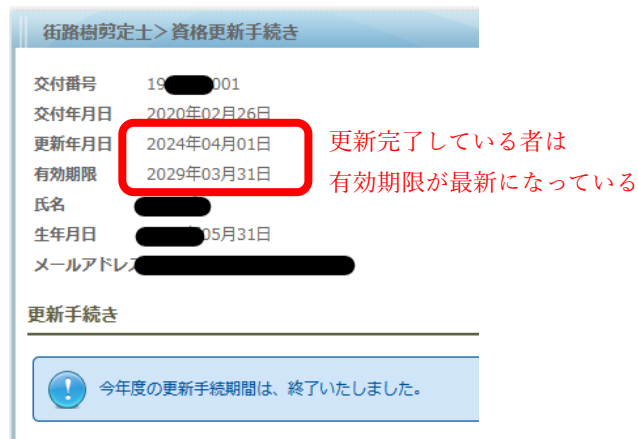 街路樹剪定士＞資格更新手続き
交付番号 19 001
交付年月日 2020年02月26日
更新年月日 2024年04月01日
有効期限 2029年03月31日
更新完了している者は
有効期限が最新になっている
氏名
生年月日 05月31日
メールアドレス
更新手続き
今年度の更新手続期間は、終了いたしました。